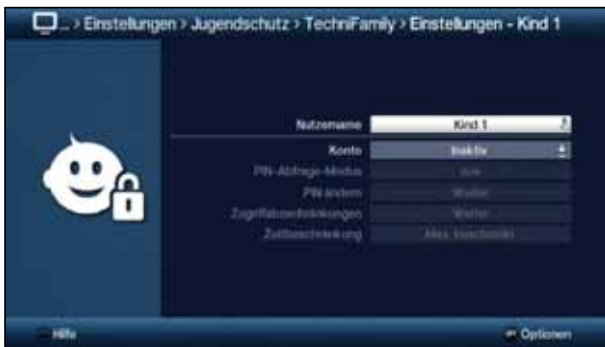 ... > Einstellungen > Jugendschutz > TechniFamily > Einstellungen - Kind 1
Nutzername Kind 1
Konto Inaktiv
PIN-Abfrage-Modus
PIN ändern Weiter
Zugriffsbeschränkungen Weiter
Zeitbeschränkung
Hilfe
Optionen